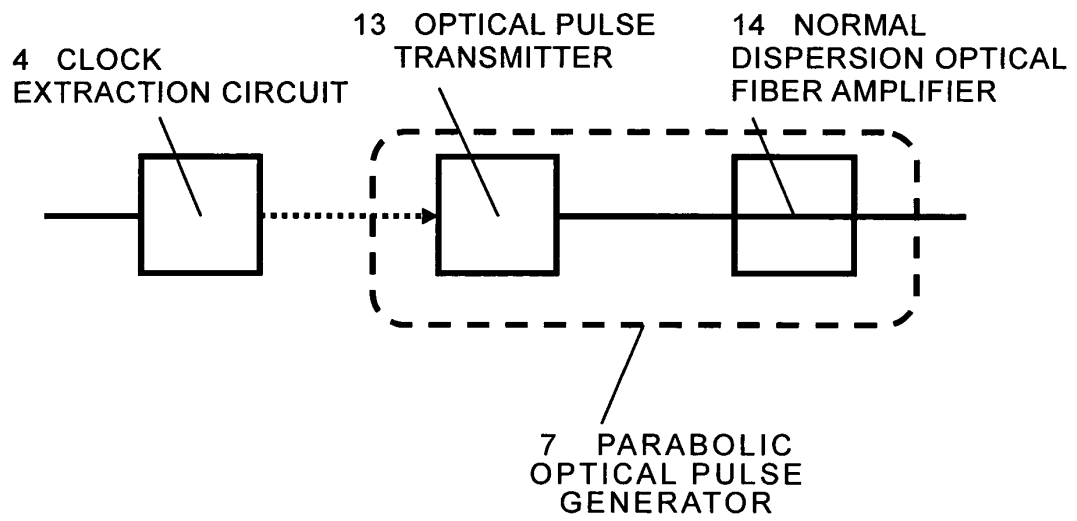 4 CLOCK
EXTRACTION CIRCUIT
13 OPTICAL PULSE
TRANSMITTER
14 NORMAL
DISPERSION OPTICAL
FIBER AMPLIFIER
7 PARABOLIC
OPTICAL PULSE
GENERATOR